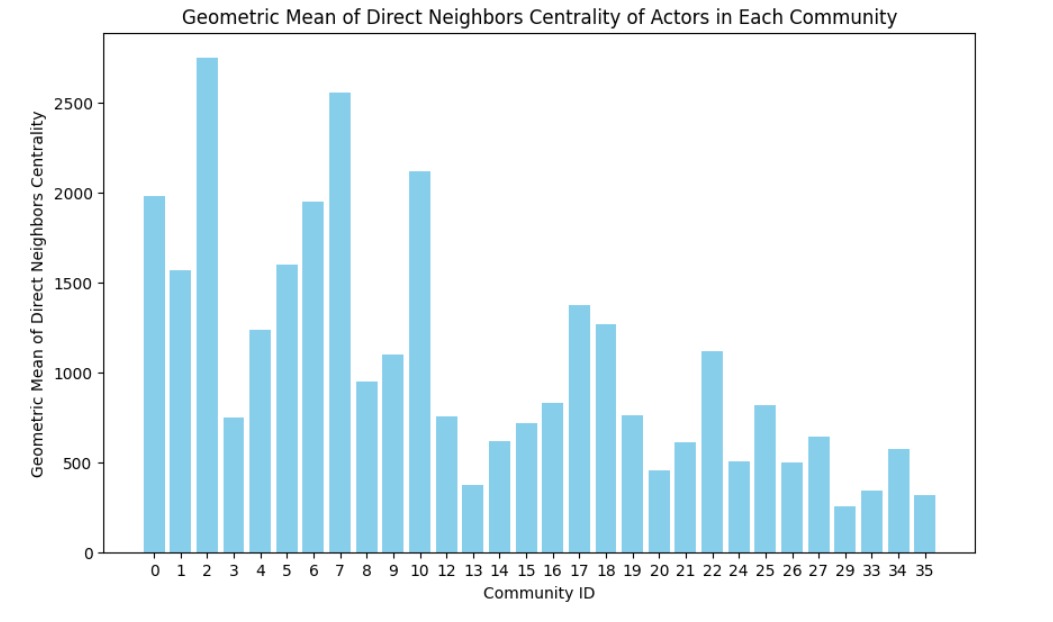 Geometric Mean of Direct Neighbors Centrality of Actors in Each Community
Geometric Mean of Direct Neighbors Centrality
2500
2000
1500
1000
500
0
0 1 2 3 4 5 6 7 8 9 10 12 13 14 15 16 17 18 19 20 21 22 24 25 26 27 29 33 34 35
Community ID